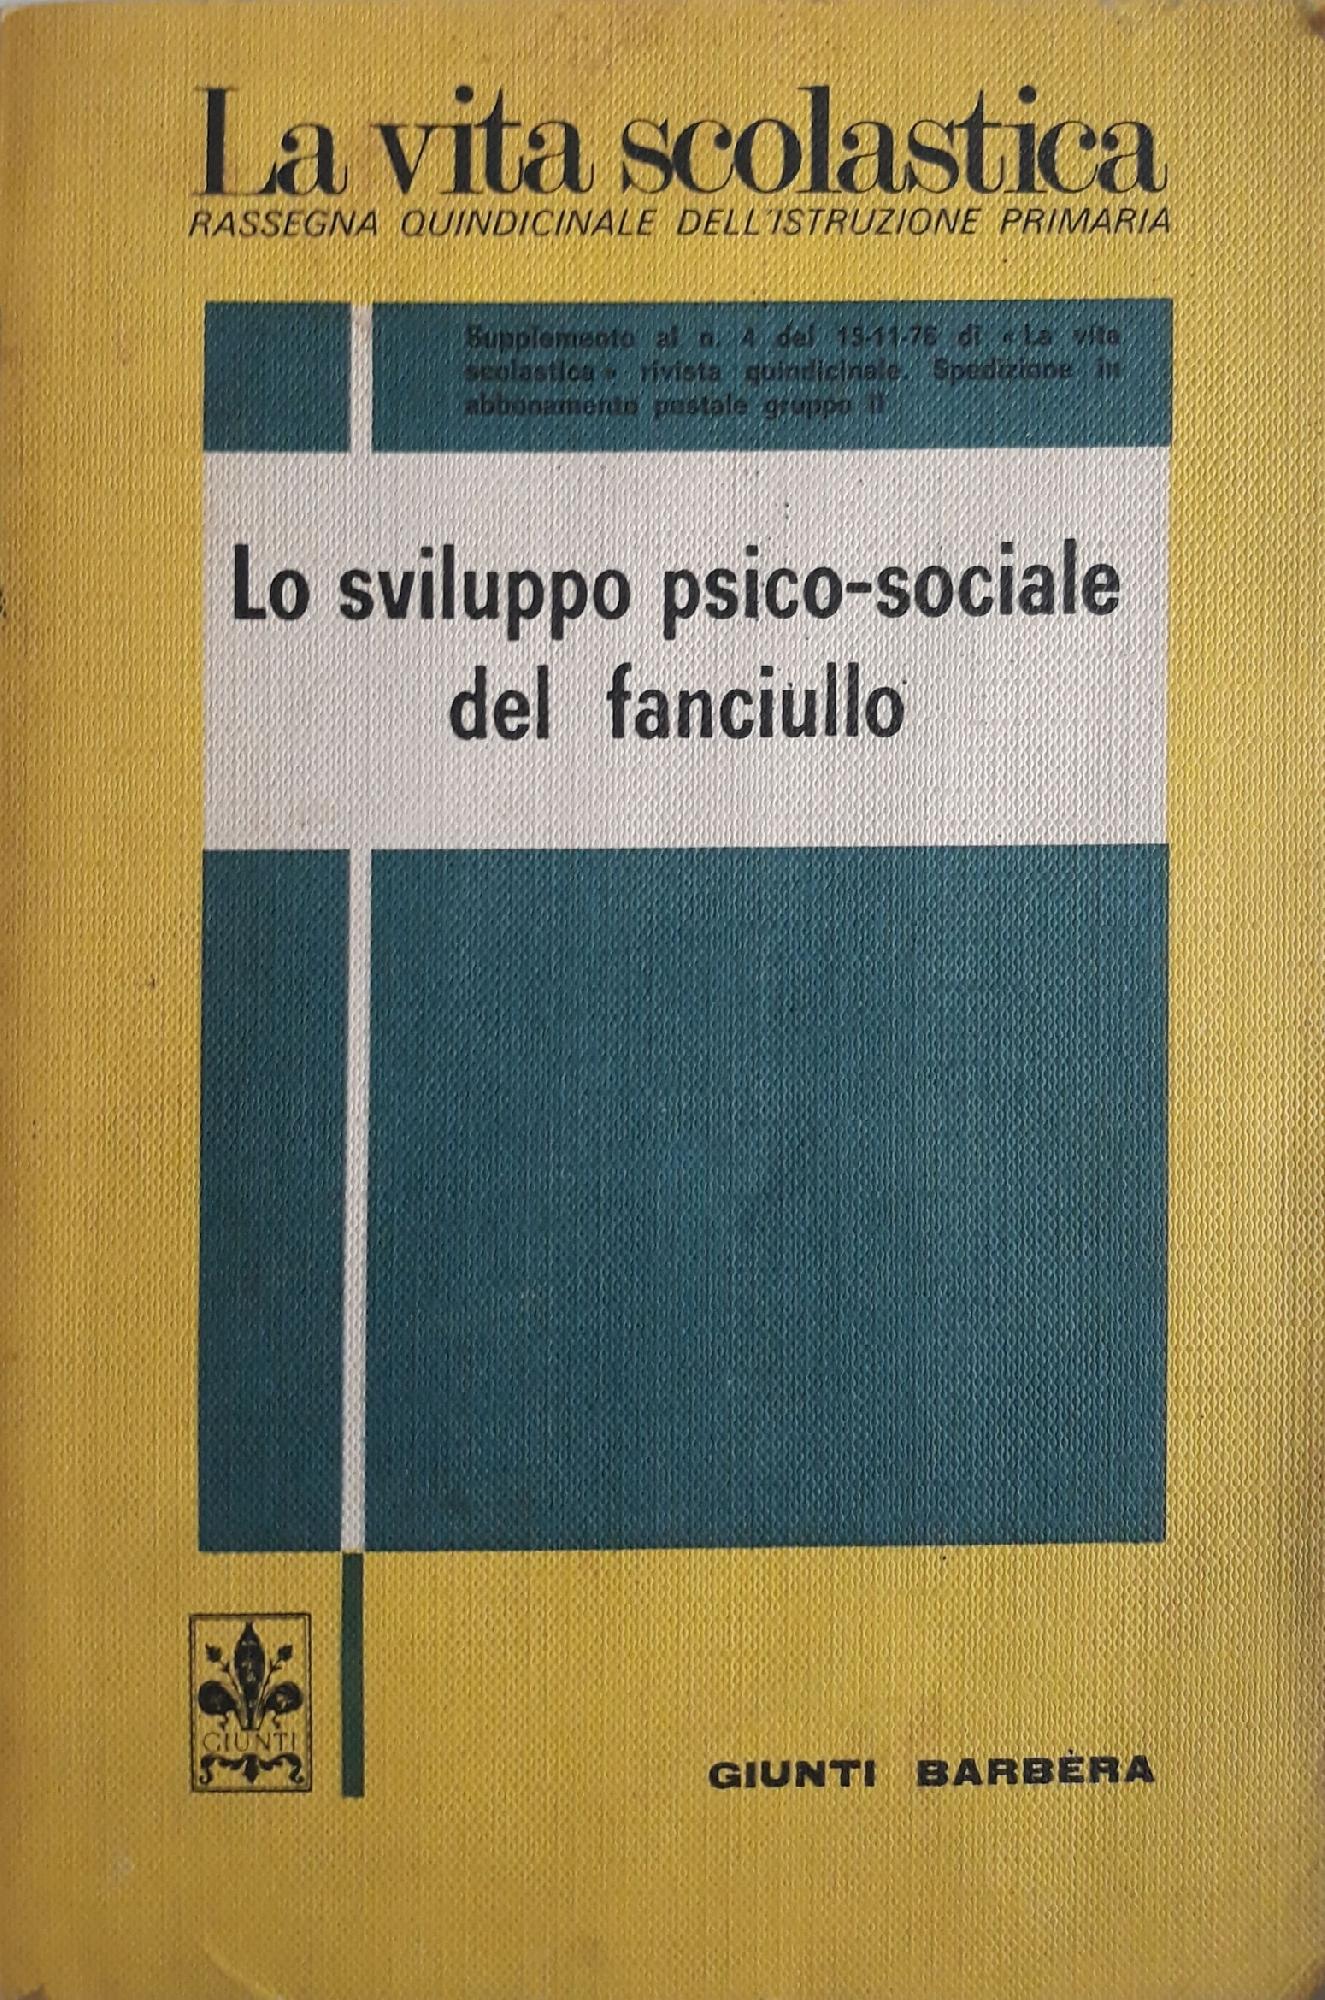 La vita scolastica
RASSEGNA QUINDICINALE DELL'ISTRUZIONE PRIMARIA
Supplemento al n. 4 del 15-11-76 di « La vita
scolastica » rivista quindicinale. Spedizione in
abbonamento postale gruppo II
Lo sviluppo psico-sociale
del fanciullo
GIUNTI
GIUNTI BARBÈRA